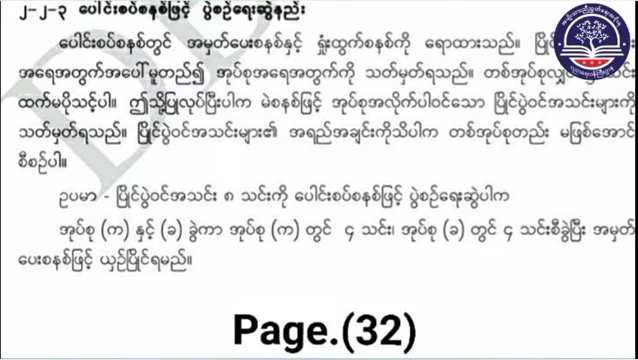 ၂-၂-၃ ပေါင်းစပ်စနစ်ဖြင့် ပွဲစဉ်ရေးဆွဲနည်း
ပေါင်းစပ်စနစ်တွင် အမှတ်ပေးစနစ်နှင့် ရှုံးထွက်စနစ်ကို ရောထားသည်။
အရေအတွက်အပေါ်မူတည်၍ အုပ်စုအရေအတွက်ကို သတ်မှတ်ရသည်။ တစ်အုပ်စုလျှင်
ထက်မပိုသင့်ပါ။ ဤသို့ပြုလုပ်ပြီးပါက မဲစနစ်ဖြင့် အုပ်စုအလိုက်ပါဝင်သော ပြိုင်ပွဲဝင်အသင်းများကို
သတ်မှတ်ရသည်။ ပြိုင်ပွဲဝင်အသင်းများ၏ အရည်အချင်းကိုသိပါက တစ်အုပ်စုတည်း မဖြစ်အောင်
စီစဉ်ပါ။
ဥပမာ - ပြိုင်ပွဲဝင်အသင်း ၈ သင်းကို ပေါင်းစပ်စနစ်ဖြင့် ပွဲစဉ်ရေးဆွဲပါက
အုပ်စု (က) နှင့် (ခ) ခွဲကာ အုပ်စု (က) တွင် ၄ သင်း၊ အုပ်စု (ခ) တွင် ၄ သင်းစီခွဲပြီး အမှတ်
ပေးစနစ်ဖြင့် ယှဉ်ပြိုင်ရမည်။
Page.(32)